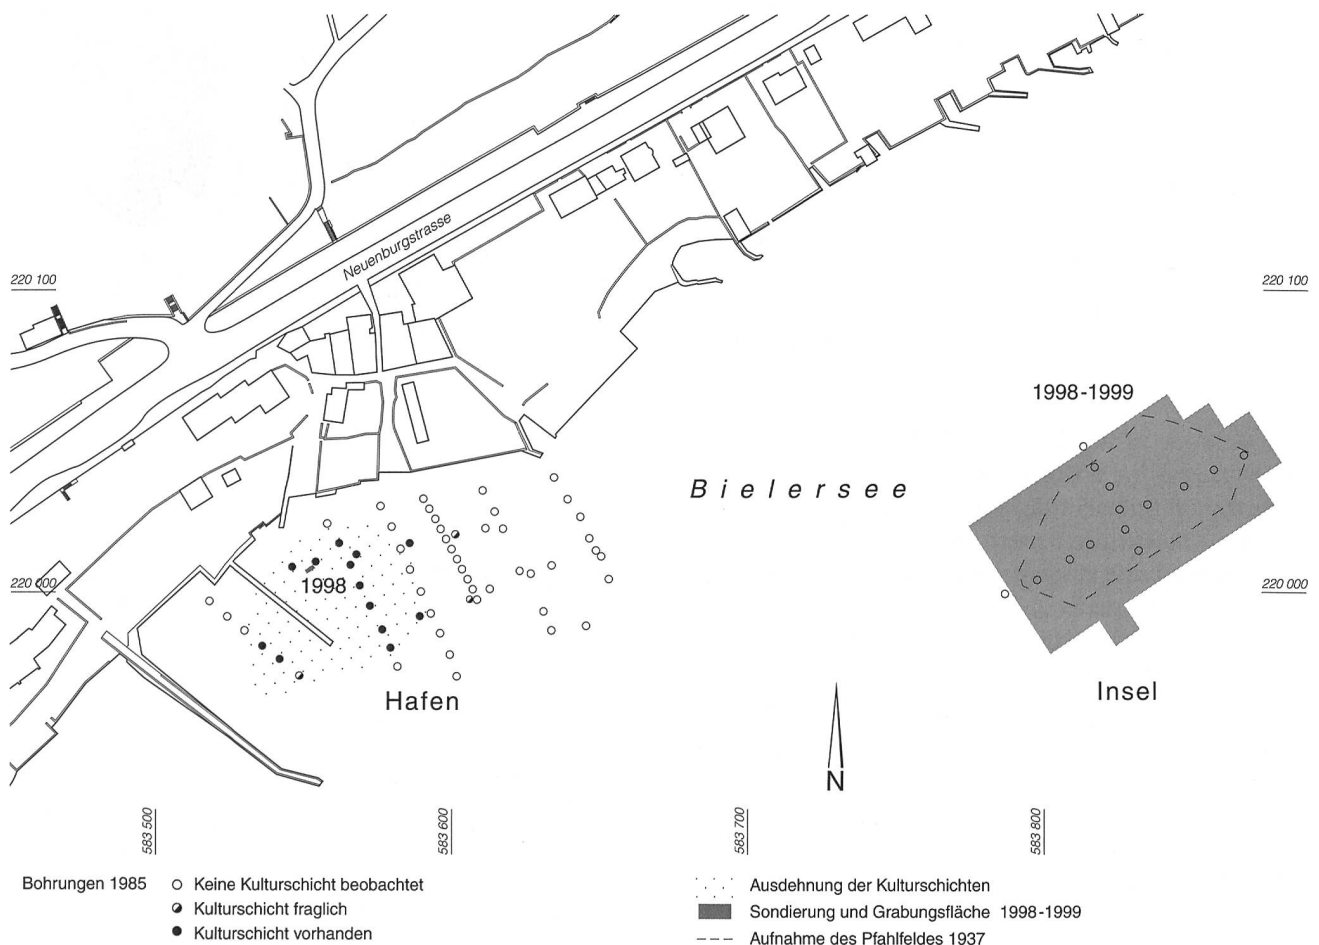 Neuenburgstrasse
220 100
220 100
1998-1999
Bielersee
220 000
1998
220 000
Hafen
Insel
N
583 500
583 600
583 700
583 800
Bohrungen 1985
Keine Kulturschicht beobachtet
Kulturschicht fraglich
Kulturschicht vorhanden
Ausdehnung der Kulturschichten
Sondierung und Grabungsfläche 1998-1999
Aufnahme des Pfahlfeldes 1937